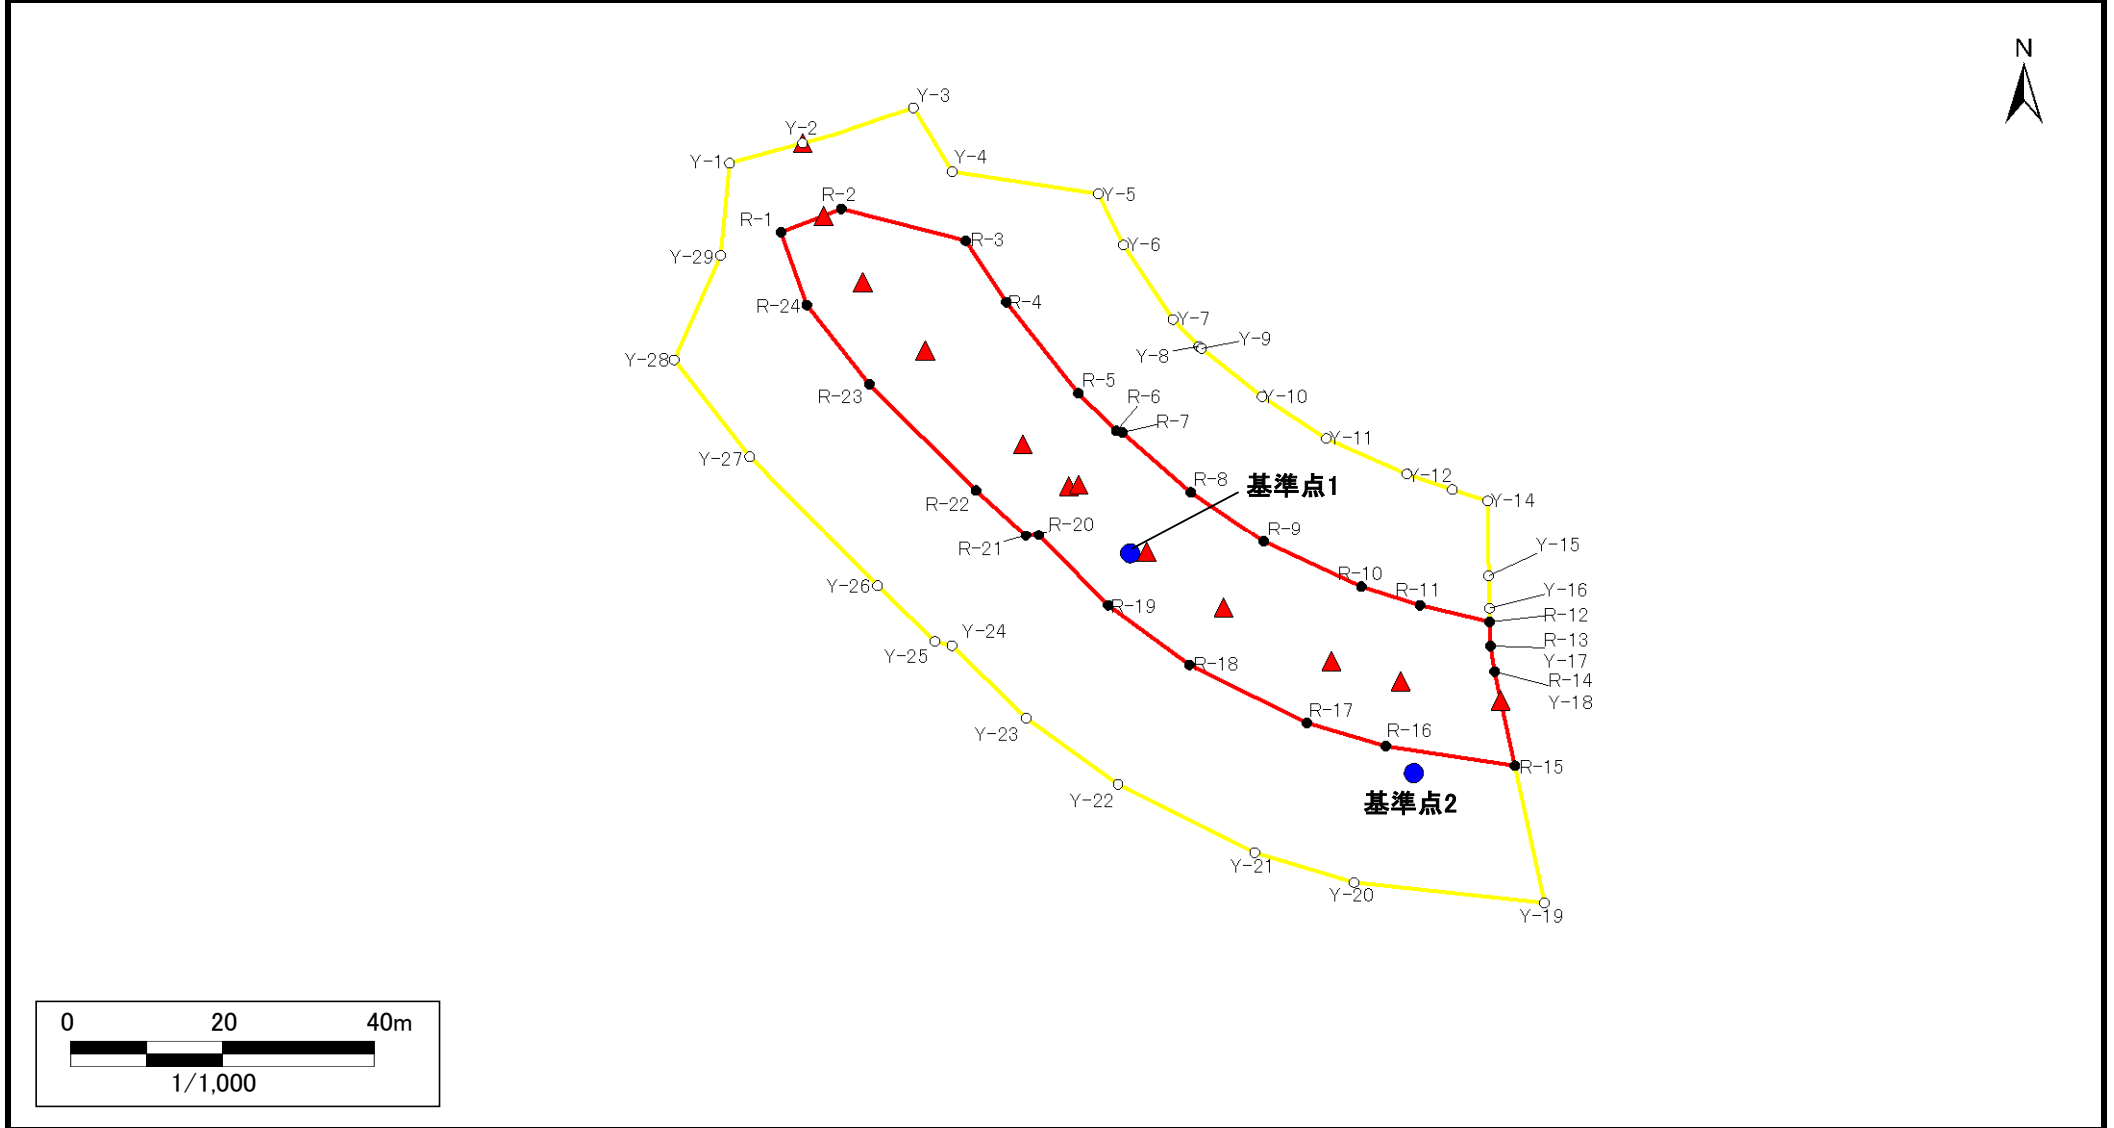 N
Y-3
Y-2
Y-1
Y-4
Y-5
R-2
R-1
R-3
Y-6
Y-29
R-24
R-4
Y-7
Y-9
Y-8
Y-28
R-5
R-23
R-6
Y-10
R-7
Y-11
Y-27
R-8
Y-12
基準点1
Y-14
R-22
R-20
R-9
R-21
Y-15
R-10
Y-26
R-11
Y-16
R-19
R-12
Y-24
R-13
Y-25
Y-17
R-18
R-14
Y-18
R-17
Y-23
R-16
R-15
Y-22
基準点2
Y-21
Y-20
Y-19
0 20 40m
1/1,000